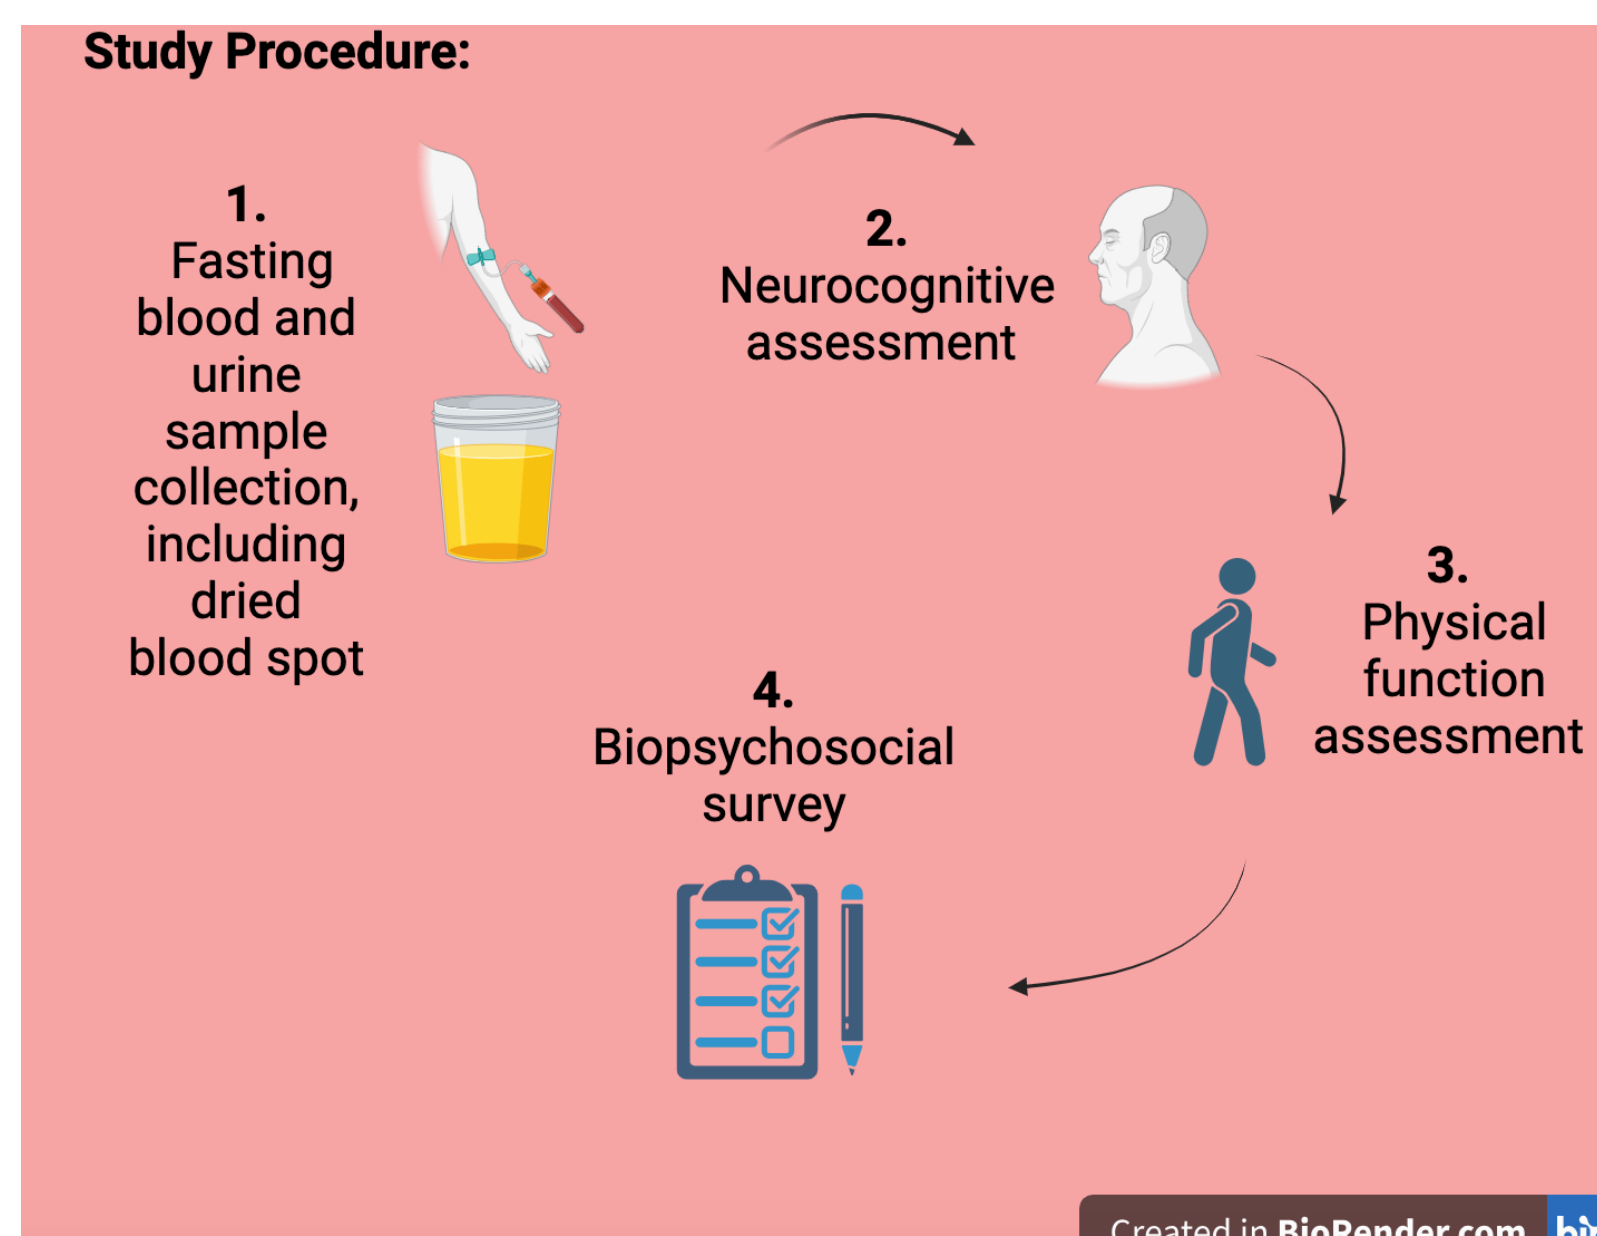 Study Procedure:
1.
Fasting
blood and
urine
sample
collection,
including
dried
blood spot
2.
Neurocognitive
assessment
3.
Physical
function
assessment
4.
Biopsychosocial
survey
Created in BioRender.com